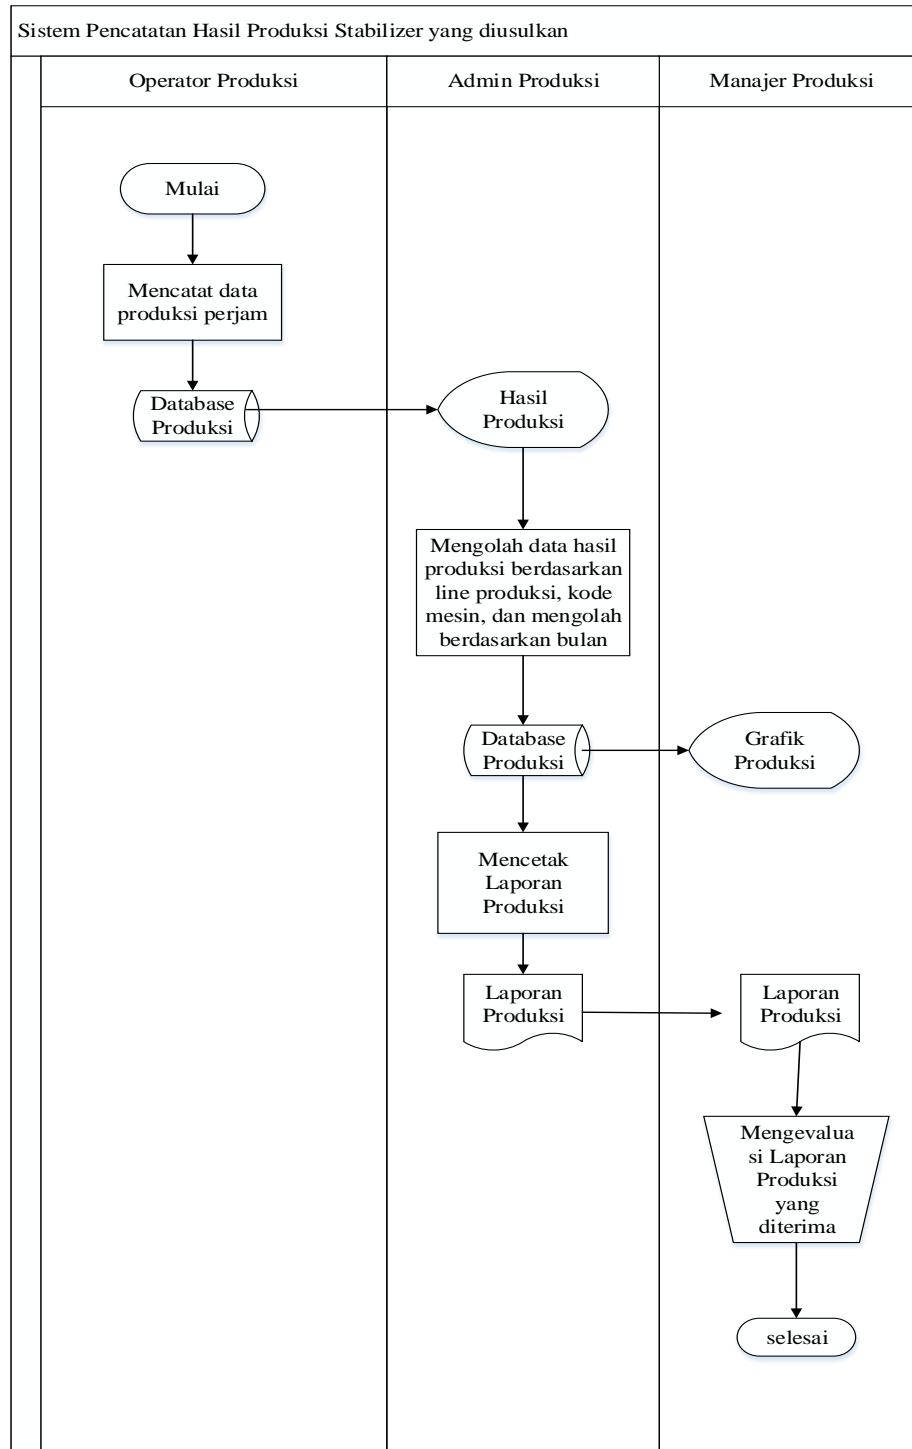 Sistem Pencatatan Hasil Produksi Stabilizer yang diusulkan
Operator Produksi
Admin Produksi
Manajer Produksi
Mulai
Mencatat data
produksi perjam
Database
Produksi
Hasil
Produksi
Mengolah data hasil
produksi berdasarkan
line produksi, kode
mesin, dan mengolah
berdasarkan bulan
Database
Produksi
Grafik
Produksi
Mencetak
Laporan
Produksi
Laporan
Produksi
Laporan
Produksi
Mengevalua
si Laporan
Produksi
yang
diterima
selesai